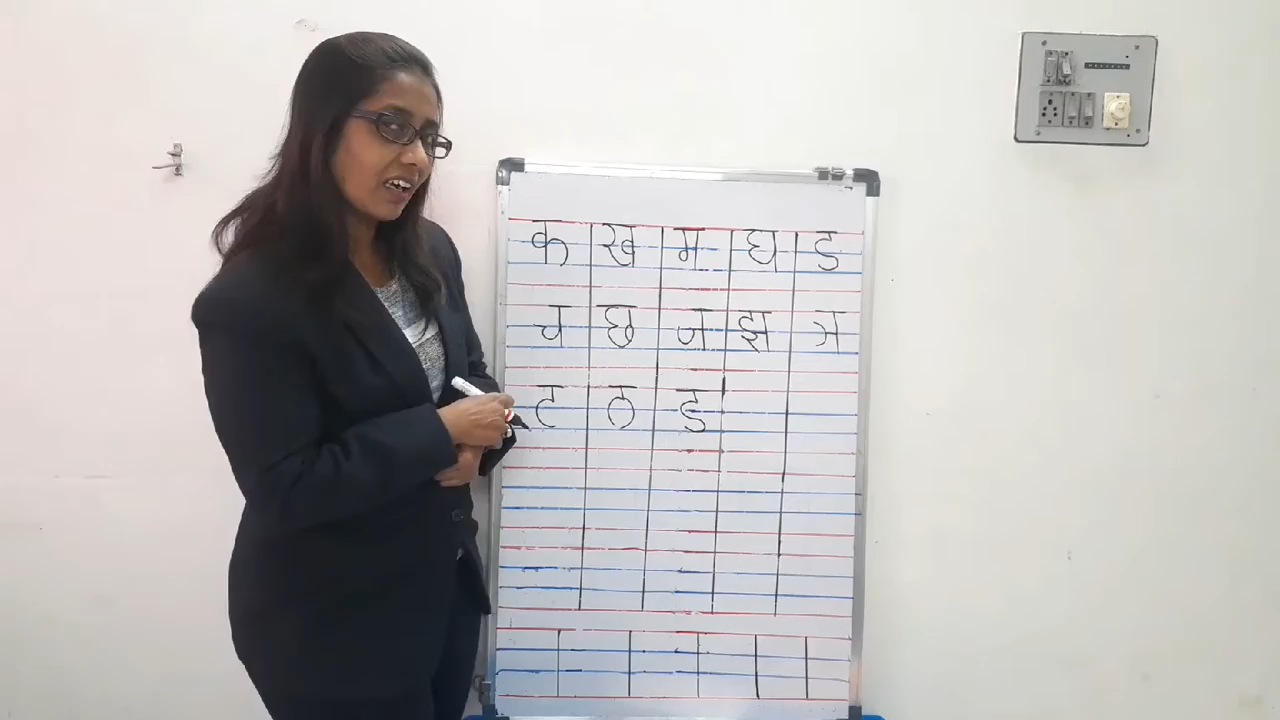 क ख ग घ ङ
च छ ज झ ञ
ट ठ ड